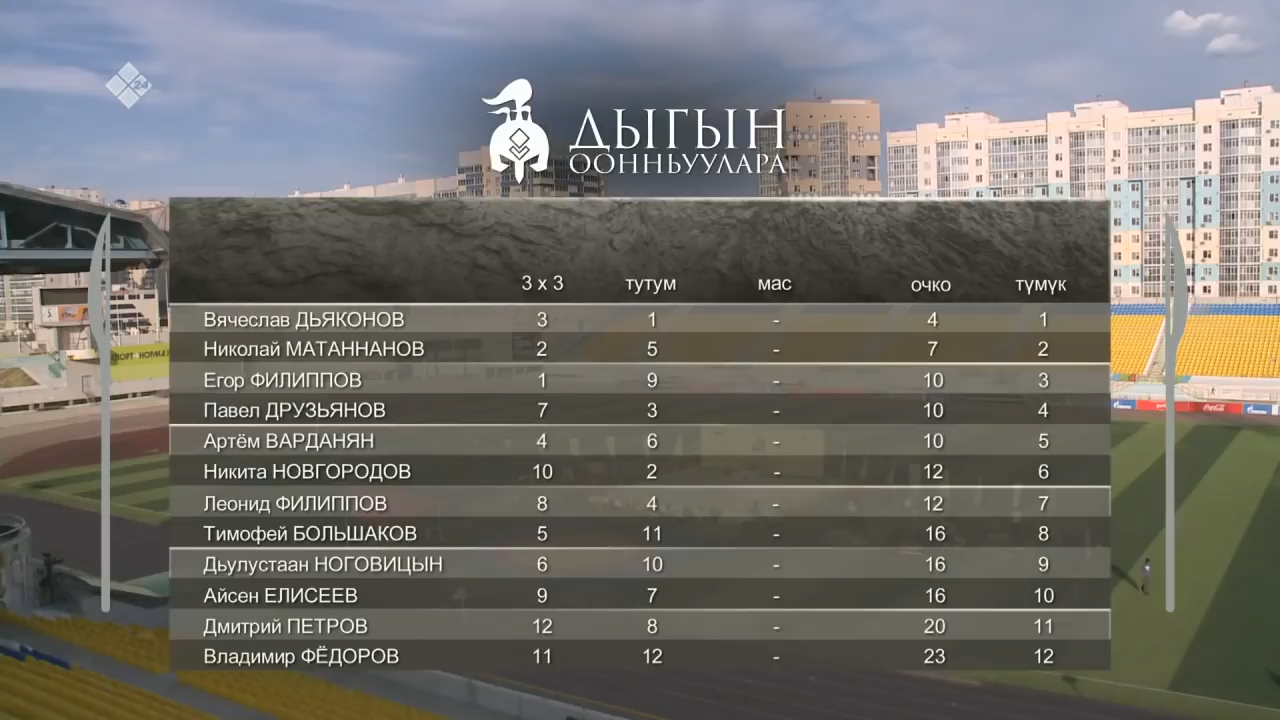 24
ДЫГЫН
ООННЬУУЛАРА
3 x 3 тутум мас очко түмүк
Вячеслав ДЬЯКОНОВ 3 1 - 4 1
Николай МАТАННАНОВ 2 5 - 7 2
Егор ФИЛИППОВ 1 9 - 10 3
Павел ДРУЗЬЯНОВ 7 3 - 10 4
Артём ВАРДАНЯН 4 6 - 10 5
Никита НОВГОРОДОВ 10 2 - 12 6
Леонид ФИЛИППОВ 8 4 - 12 7
Тимофей БОЛЬШАКОВ 5 11 - 16 8
Дьулустаан НОГОВИЦЫН 6 10 - 16 9
Айсен ЕЛИСЕЕВ 9 7 - 16 10
Дмитрий ПЕТРОВ 12 8 - 20 11
Владимир ФЁДОРОВ 11 12 - 23 12